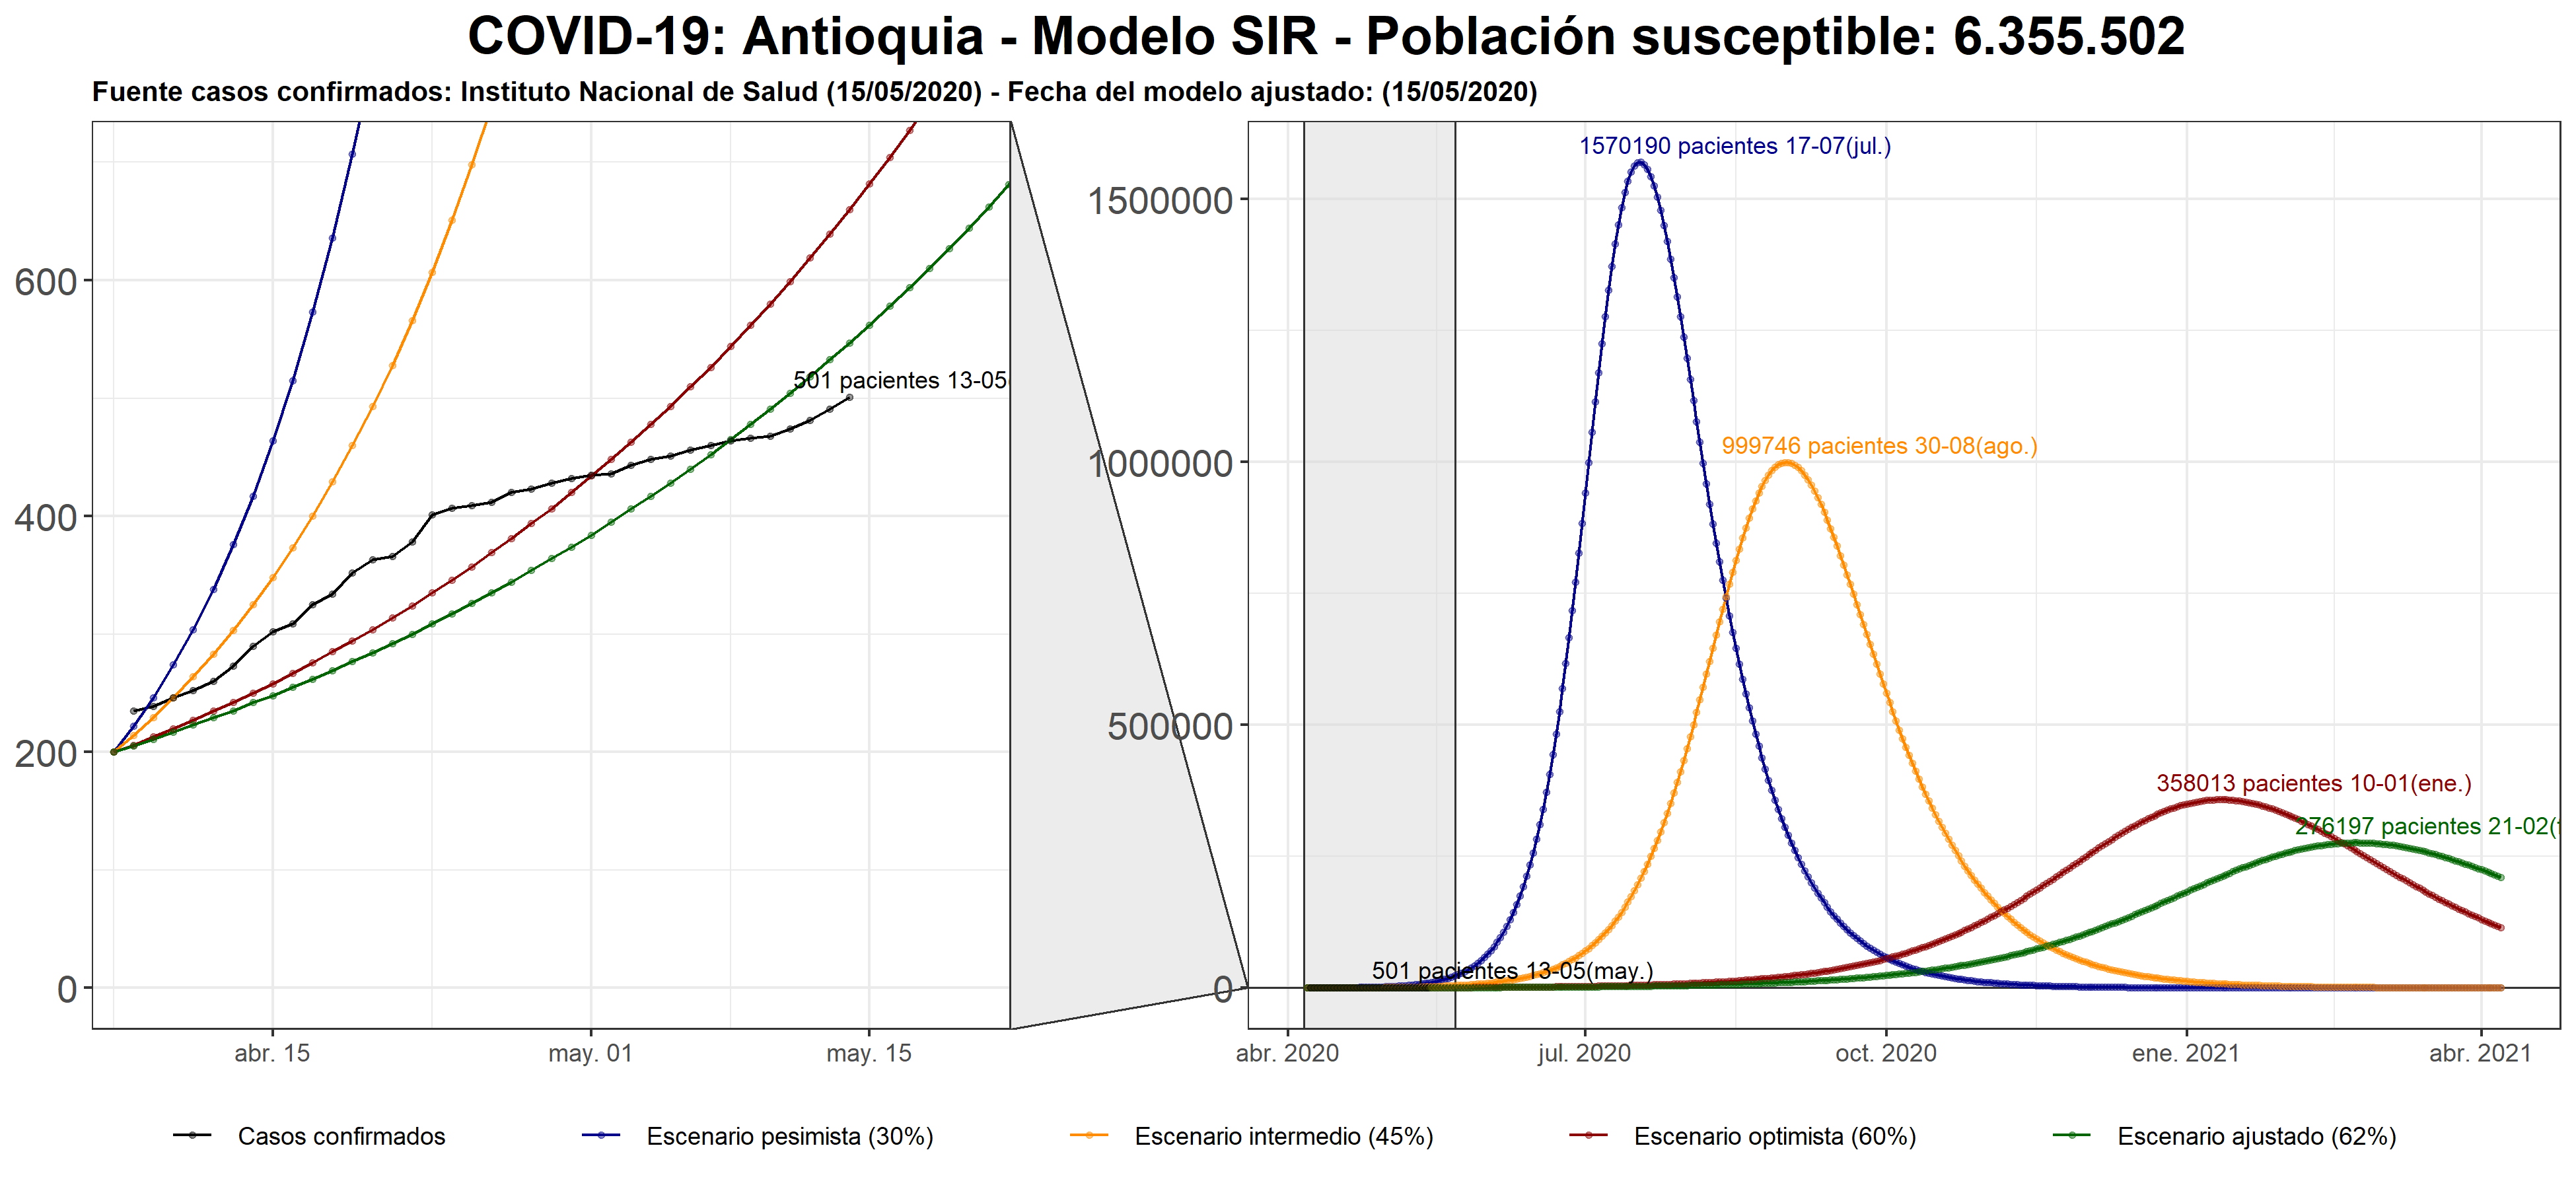 COVID-19: Antioquia - Modelo SIR - Población susceptible: 6.355.502
Fuente casos confirmados: Instituto Nacional de Salud (15/05/2020) - Fecha del modelo ajustado: (15/05/2020)
600
400
200
0
501 pacientes 13-05(
abr. 15
may. 01
may. 15
1500000
1000000
500000
0
1570190 pacientes 17-07(jul.)
999746 pacientes 30-08(ago.)
358013 pacientes 10-01(ene.)
276197 pacientes 21-02(
501 pacientes 13-05(may.)
abr. 2020
jul. 2020
oct. 2020
ene. 2021
abr. 2021
Casos confirmados
Escenario pesimista (30%)
Escenario intermedio (45%)
Escenario optimista (60%)
Escenario ajustado (62%)